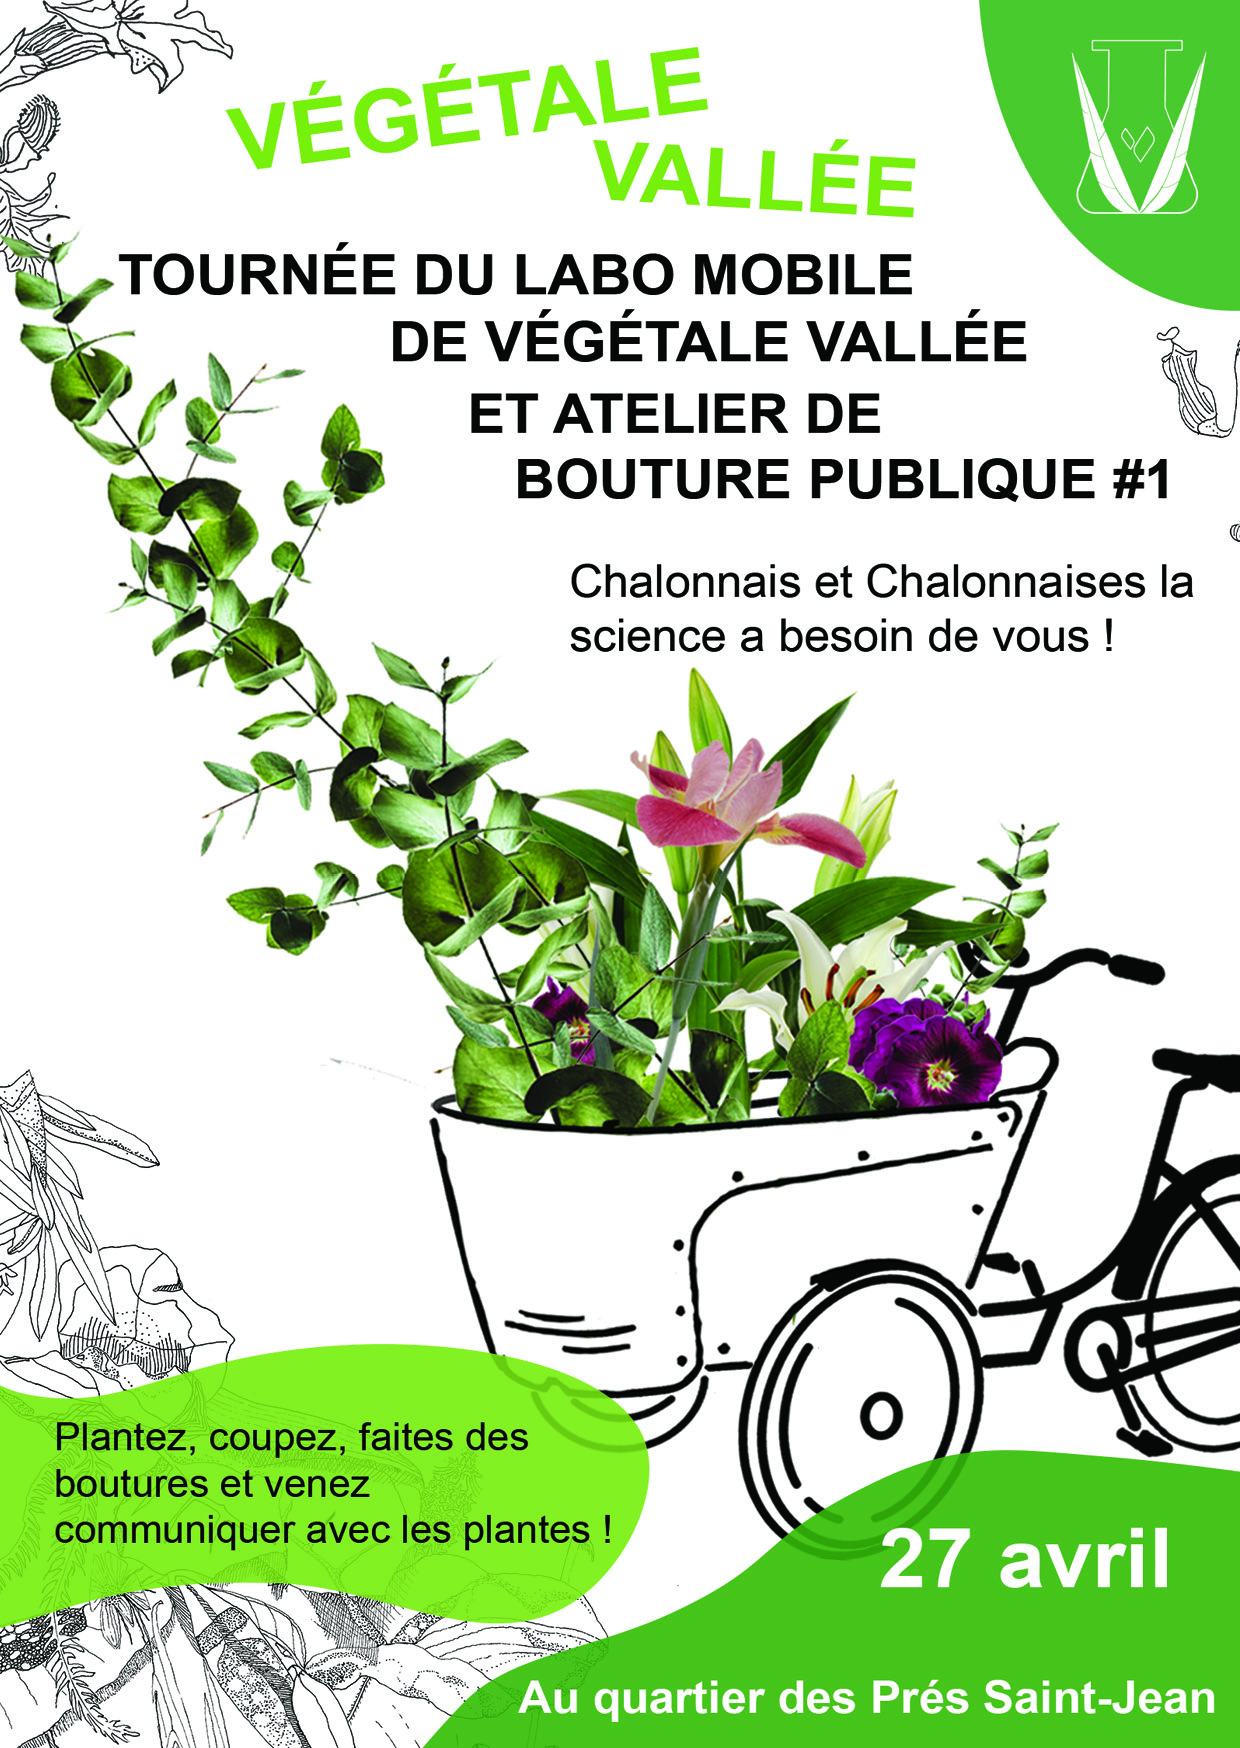 VÉGÉTALE
VALLÉE
TOURNÉE DU LABO MOBILE
DE VÉGÉTALE VALLÉE
ET ATELIER DE
BOUTURE PUBLIQUE #1
Chalonnais et Chalonnaises la
science a besoin de vous !
Plantez, coupez, faites des
boutures et venez
communiquer avec les plantes !
27 avril
Au quartier des Prés Saint-Jean